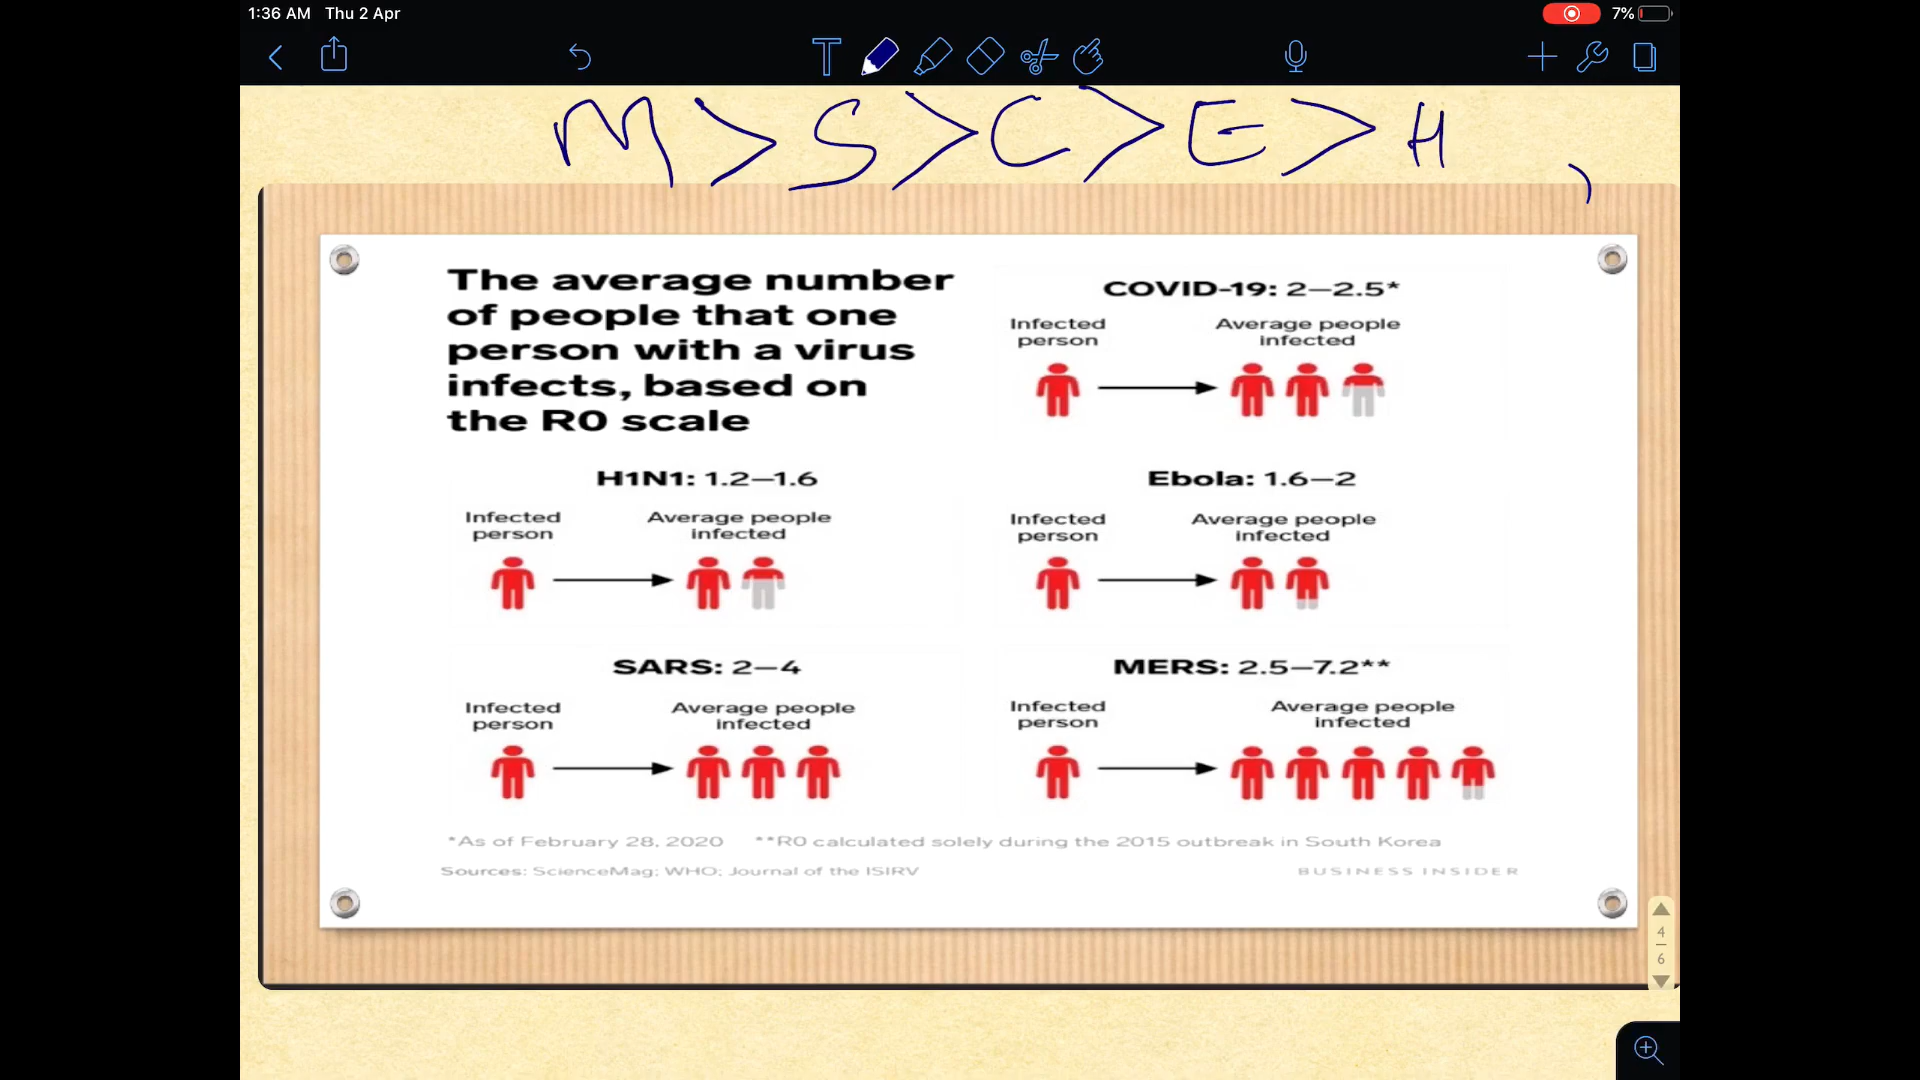 1:36 AM Thu 2 Apr
7%
M > S > C > E > H ,
The average number
of people that one
person with a virus
infects, based on
the R0 scale
COVID-19: 2–2.5*
Infected
person
Average people
infected
H1N1: 1.2–1.6
Infected
person
Average people
infected
Ebola: 1.6–2
Infected
person
Average people
infected
SARS: 2–4
Infected
person
Average people
infected
MERS: 2.5–7.2**
Infected
person
Average people
infected
*As of February 28, 2020 **R0 calculated solely during the 2015 outbreak in South Korea
Sources: ScienceMag; WHO; Journal of the ISIRV
BUSINESS INSIDER
4
6